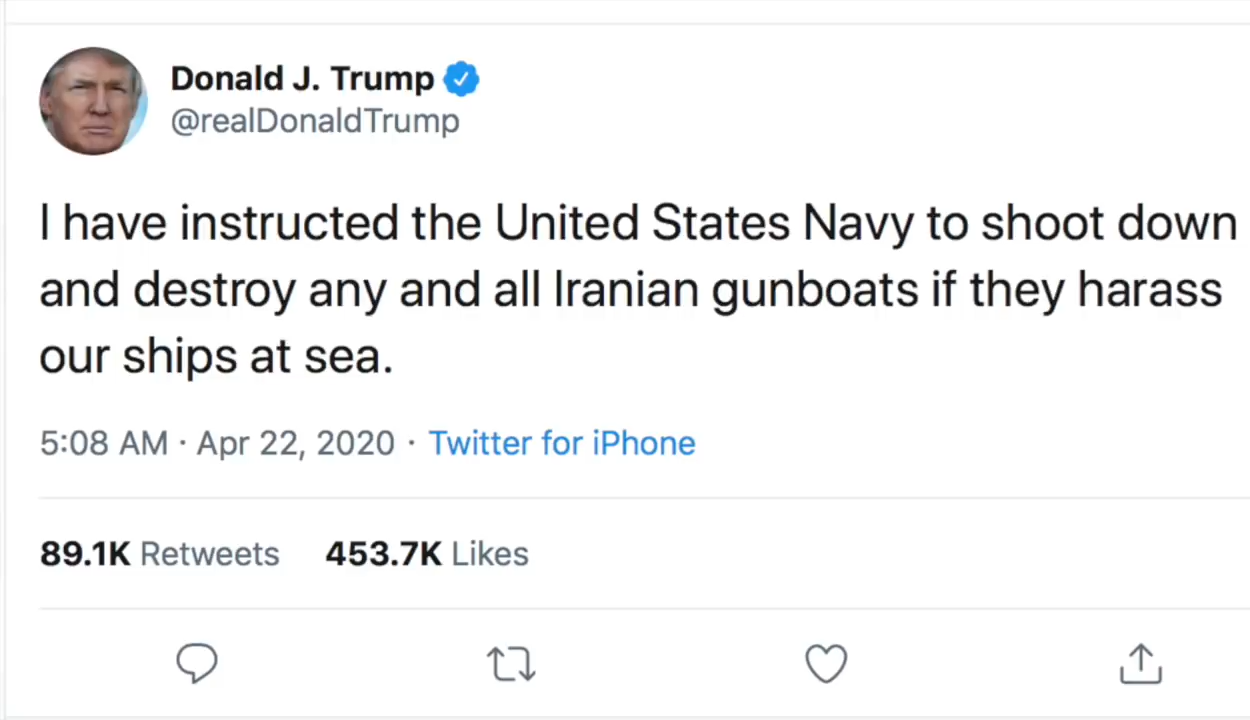 Donald J. Trump
@realDonaldTrump
I have instructed the United States Navy to shoot down
and destroy any and all Iranian gunboats if they harass
our ships at sea.
5:08 AM · Apr 22, 2020 · Twitter for iPhone
89.1K Retweets 453.7K Likes